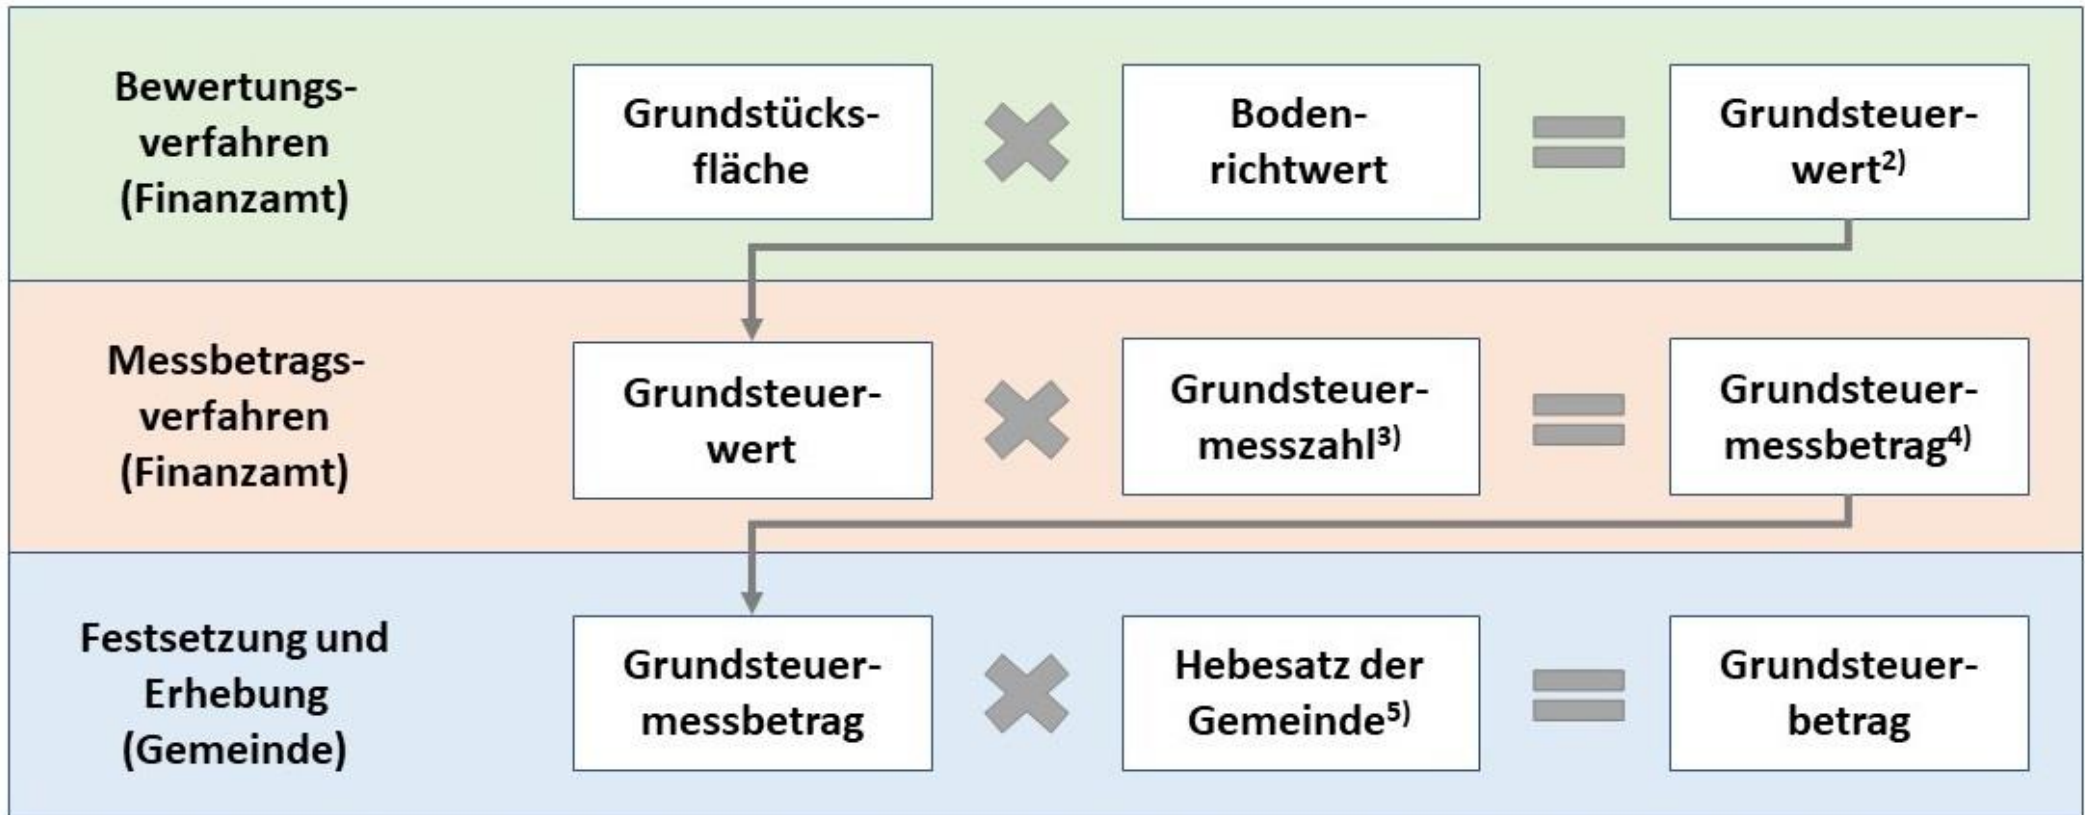 Bewertungs-
verfahren
(Finanzamt)
Grundstücks-
fläche
Boden-
richtwert
Grundsteuer-
wert²⁾
Messbetrags-
verfahren
(Finanzamt)
Grundsteuer-
wert
Grundsteuer-
messzahl³⁾
Grundsteuer-
messbetrag⁴⁾
Festsetzung und
Erhebung
(Gemeinde)
Grundsteuer-
messbetrag
Hebesatz der
Gemeinde⁵⁾
Grundsteuer-
betrag